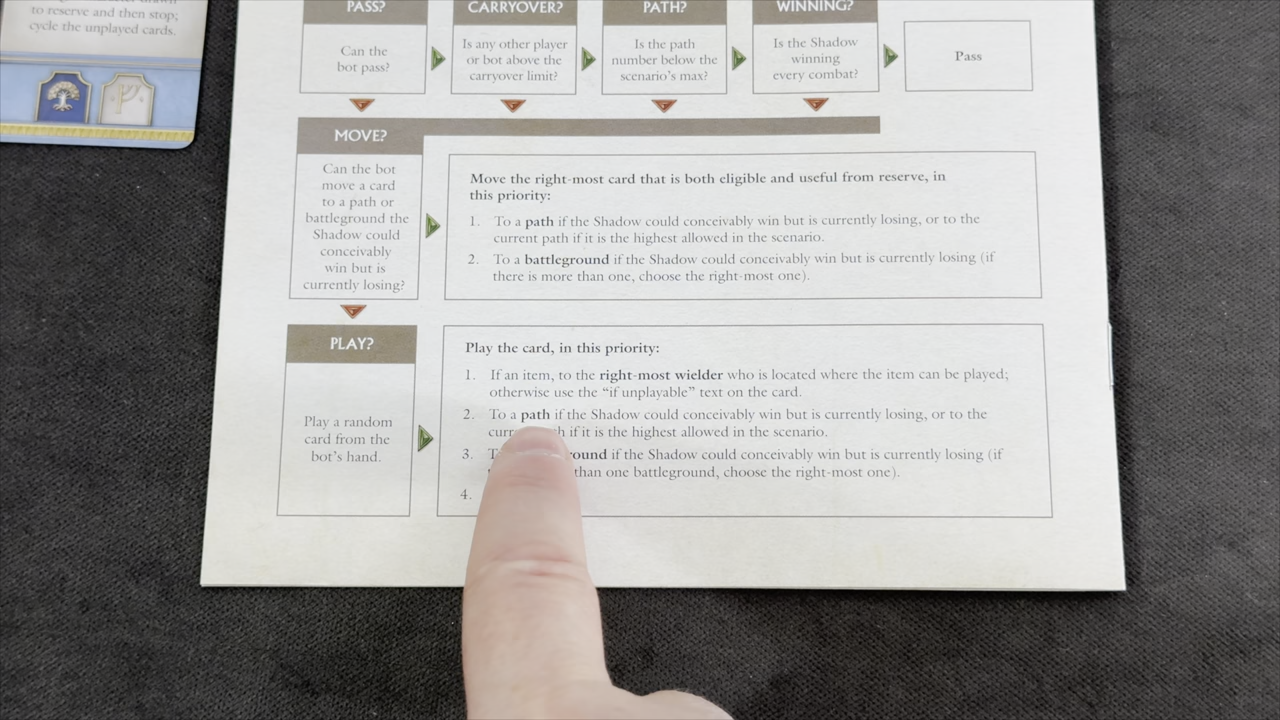 to reserve and then stop;
cycle the unplayed cards.
PASS?
CARRYOVER?
PATH?
WINNING?
Can the
bot pass?
Is any other player
or bot above the
carryover limit?
Is the path
number below the
scenario's max?
Is the Shadow
winning
every combat?
Pass
MOVE?
Can the bot
move a card
to a path or
battleground the
Shadow could
conceivably
win but is
currently losing?
Move the right-most card that is both eligible and useful from reserve, in
this priority:
1. To a path if the Shadow could conceivably win but is currently losing, or to the
current path if it is the highest allowed in the scenario.
2. To a battleground if the Shadow could conceivably win but is currently losing (if
there is more than one, choose the right-most one).
PLAY?
Play a random
card from the
bot's hand.
Play the card, in this priority:
1. If an item, to the right-most wielder who is located where the item can be played;
otherwise use the "if unplayable" text on the card.
2. To a path if the Shadow could conceivably win but is currently losing, or to the
if it is the highest allowed in the scenario.
3. if the Shadow could conceivably win but is currently losing (if
than one battleground, choose the right-most one).
4.